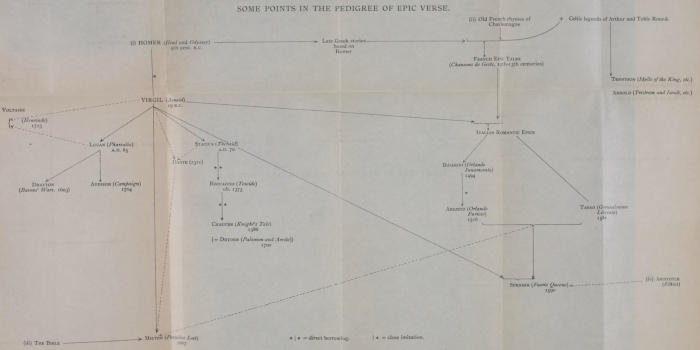 SOME POINTS IN THE PEDIGREE OF EPIC VERSE.
(ii) Old French rhymes of
Charlemagne
Celtic legends of Arthur and Table Round.
(i) HOMER (Iliad and Odyssey)
9th cent. B.C.
Late Greek stories
based on
Homer
FRENCH EPIC TALES
(Chansons de Geste, 11th-13th centuries)
TENNYSON (Idylls of the King, etc.)
ARNOLD (Tristram and Iseult, etc.)
VIRGIL (Aeneid)
19 B.C.
VOLTAIRE
(Henriade)
1723
ITALIAN ROMANTIC EPICS
LUCAN (Pharsalia)
A.D. 65
STATIUS (Thebaid)
A.D. 70
DANTE (1300)
BOIARDO (Orlando
Innamorato)
1494
DRAYTON
(Barons' Wars, 1603)
ADDISON (Campaign)
1704
BOCCACCIO (Teseide)
ob. 1375
ARIOSTO (Orlando
Furioso)
1516
TASSO (Gerusalemme
Liberata)
1581
CHAUCER (Knight's Tale)
1386
DRYDEN (Palamon and Arcite)
1700
SPENSER (Faerie Queene)
1590
(iv) ARISTOTLE
(Ethics)
(iii) THE BIBLE
MILTON (Paradise Lost)
1667
= direct borrowing.
= close imitation.